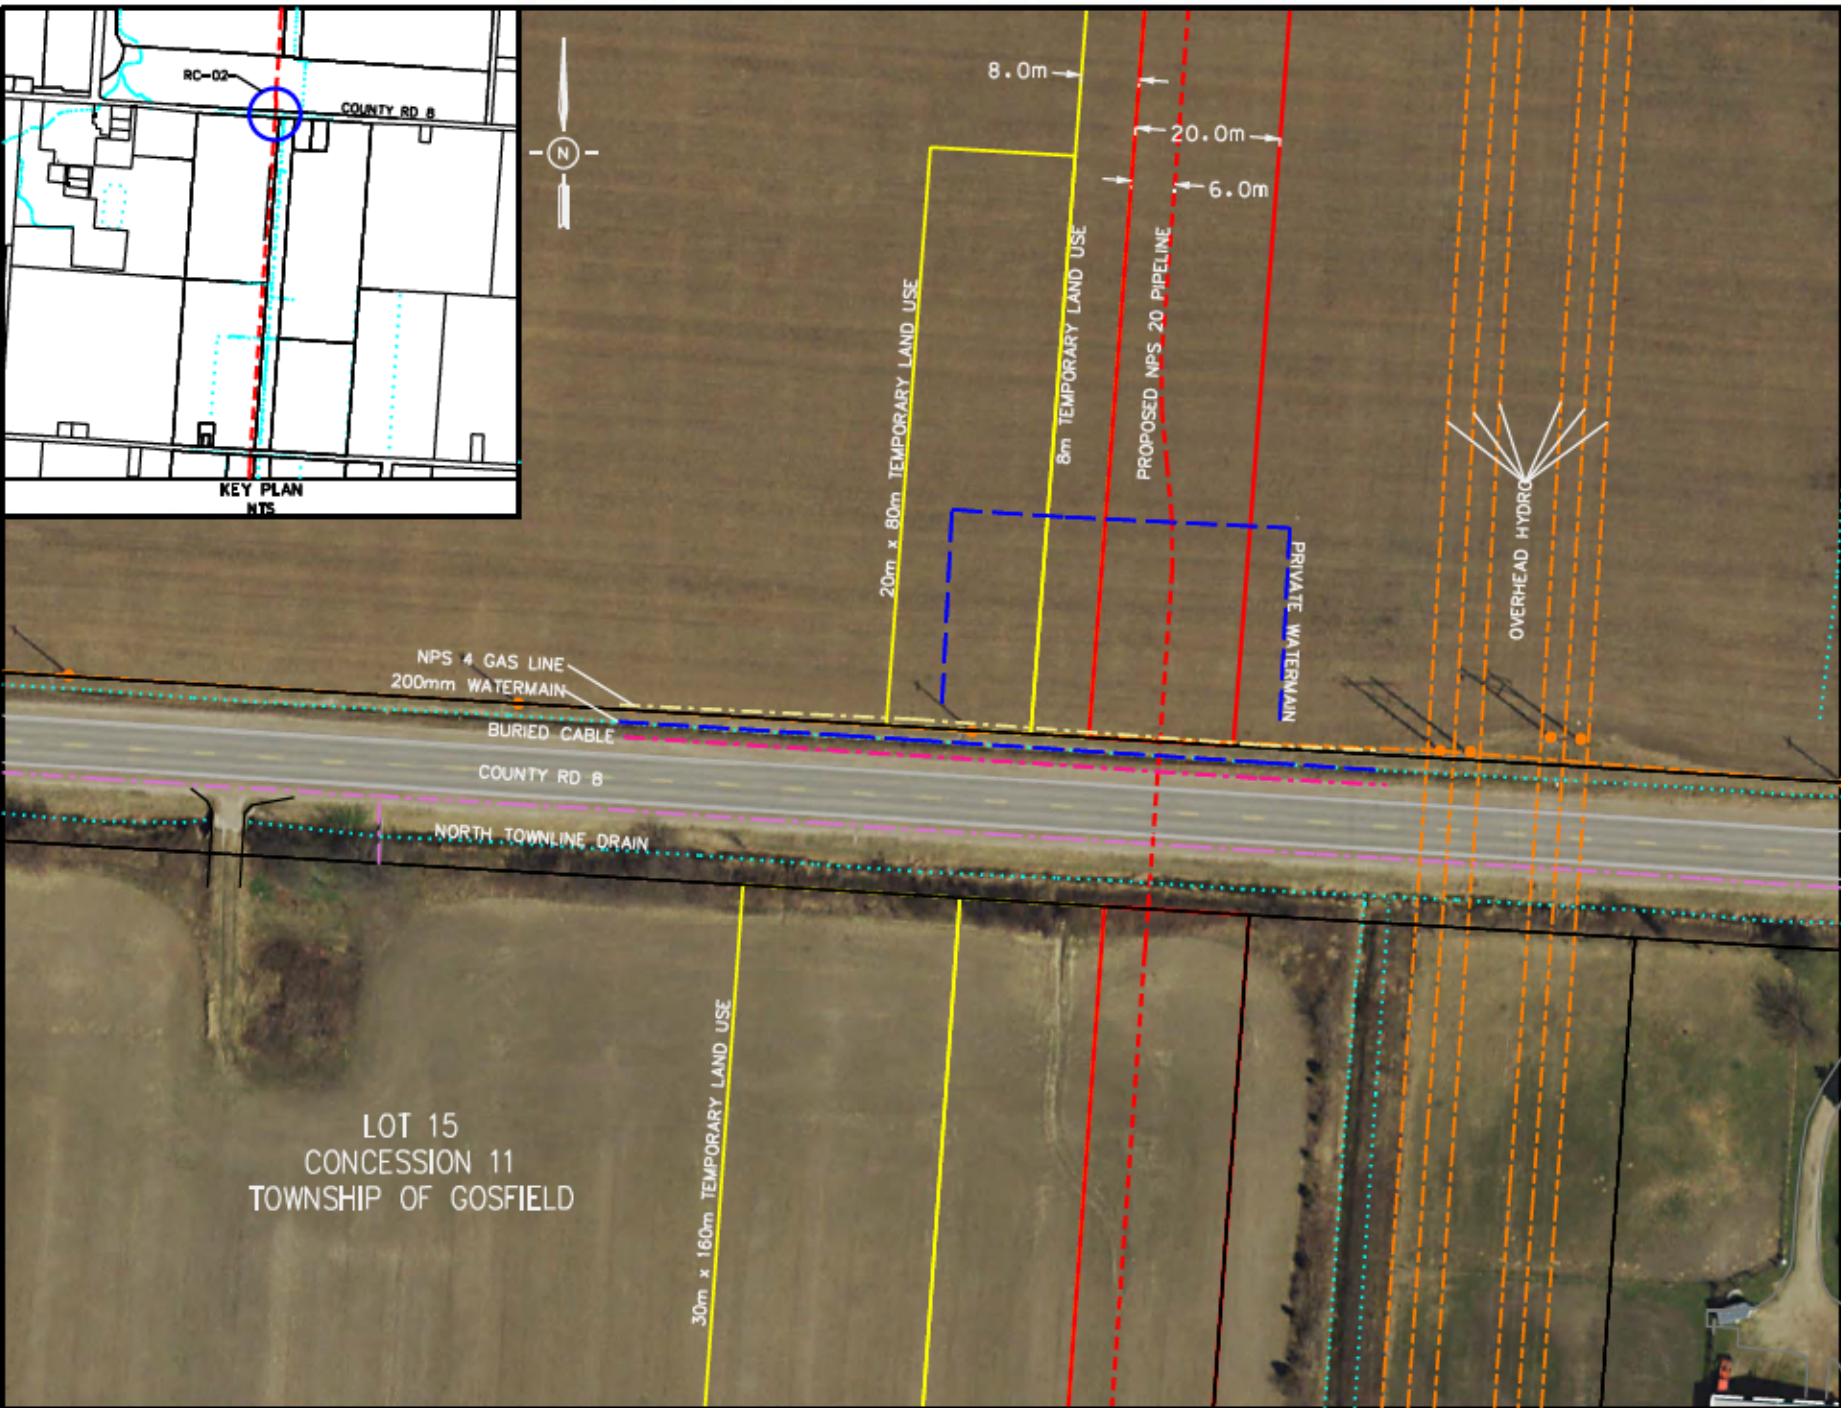 RC-02
COUNTY RD 8
KEY PLAN
NTS
N
8.0m
20.0m
6.0m
20m x 80m TEMPORARY LAND USE
8m TEMPORARY LAND USE
PROPOSED NPS 20 PIPELINE
PRIVATE WATERMAIN
OVERHEAD HYDRO
NPS 4 GAS LINE
200mm WATERMAIN
BURIED CABLE
COUNTY RD 8
NORTH TOWNLINE DRAIN
30m x 160m TEMPORARY LAND USE
LOT 15
CONCESSION 11
TOWNSHIP OF GOSFIELD